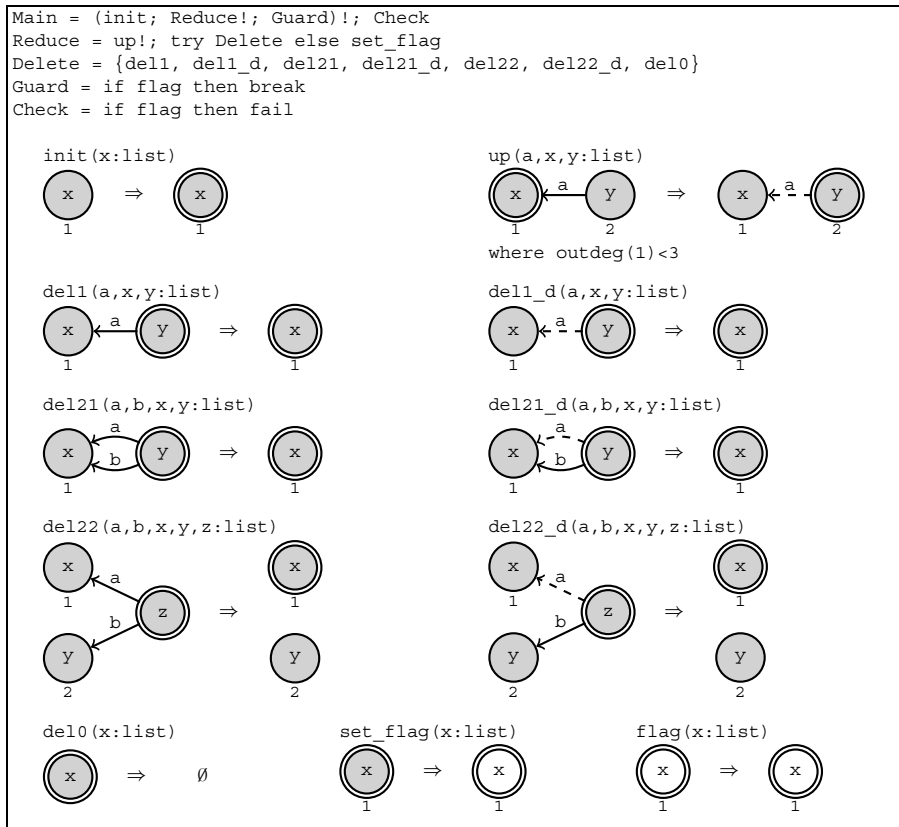 Main = (init; Reduce!; Guard)!; Check
Reduce = up!; try Delete else set_flag
Delete = {del1, del1_d, del21, del21_d, del22, del22_d, del0}
Guard = if flag then break
Check = if flag then fail
init(x:list)
x ⇒ x
1 1
up(a,x,y:list)
x a y ⇒ x a y
1 2 1 2
where outdeg(1)<3
del1(a,x,y:list)
x a y ⇒ x
1 1
del1_d(a,x,y:list)
x a y ⇒ x
1 1
del21(a,b,x,y:list)
a
x y ⇒ x
b
1 1
del21_d(a,b,x,y:list)
a
x y ⇒ x
b
1 1
del22(a,b,x,y,z:list)
x a x
1 1
z ⇒
b
y y
2 2
del22_d(a,b,x,y,z:list)
x a x
1 1
z ⇒
b
y y
2 2
del0(x:list)
x ⇒ ∅
set_flag(x:list)
x ⇒ x
1 1
flag(x:list)
x ⇒ x
1 1